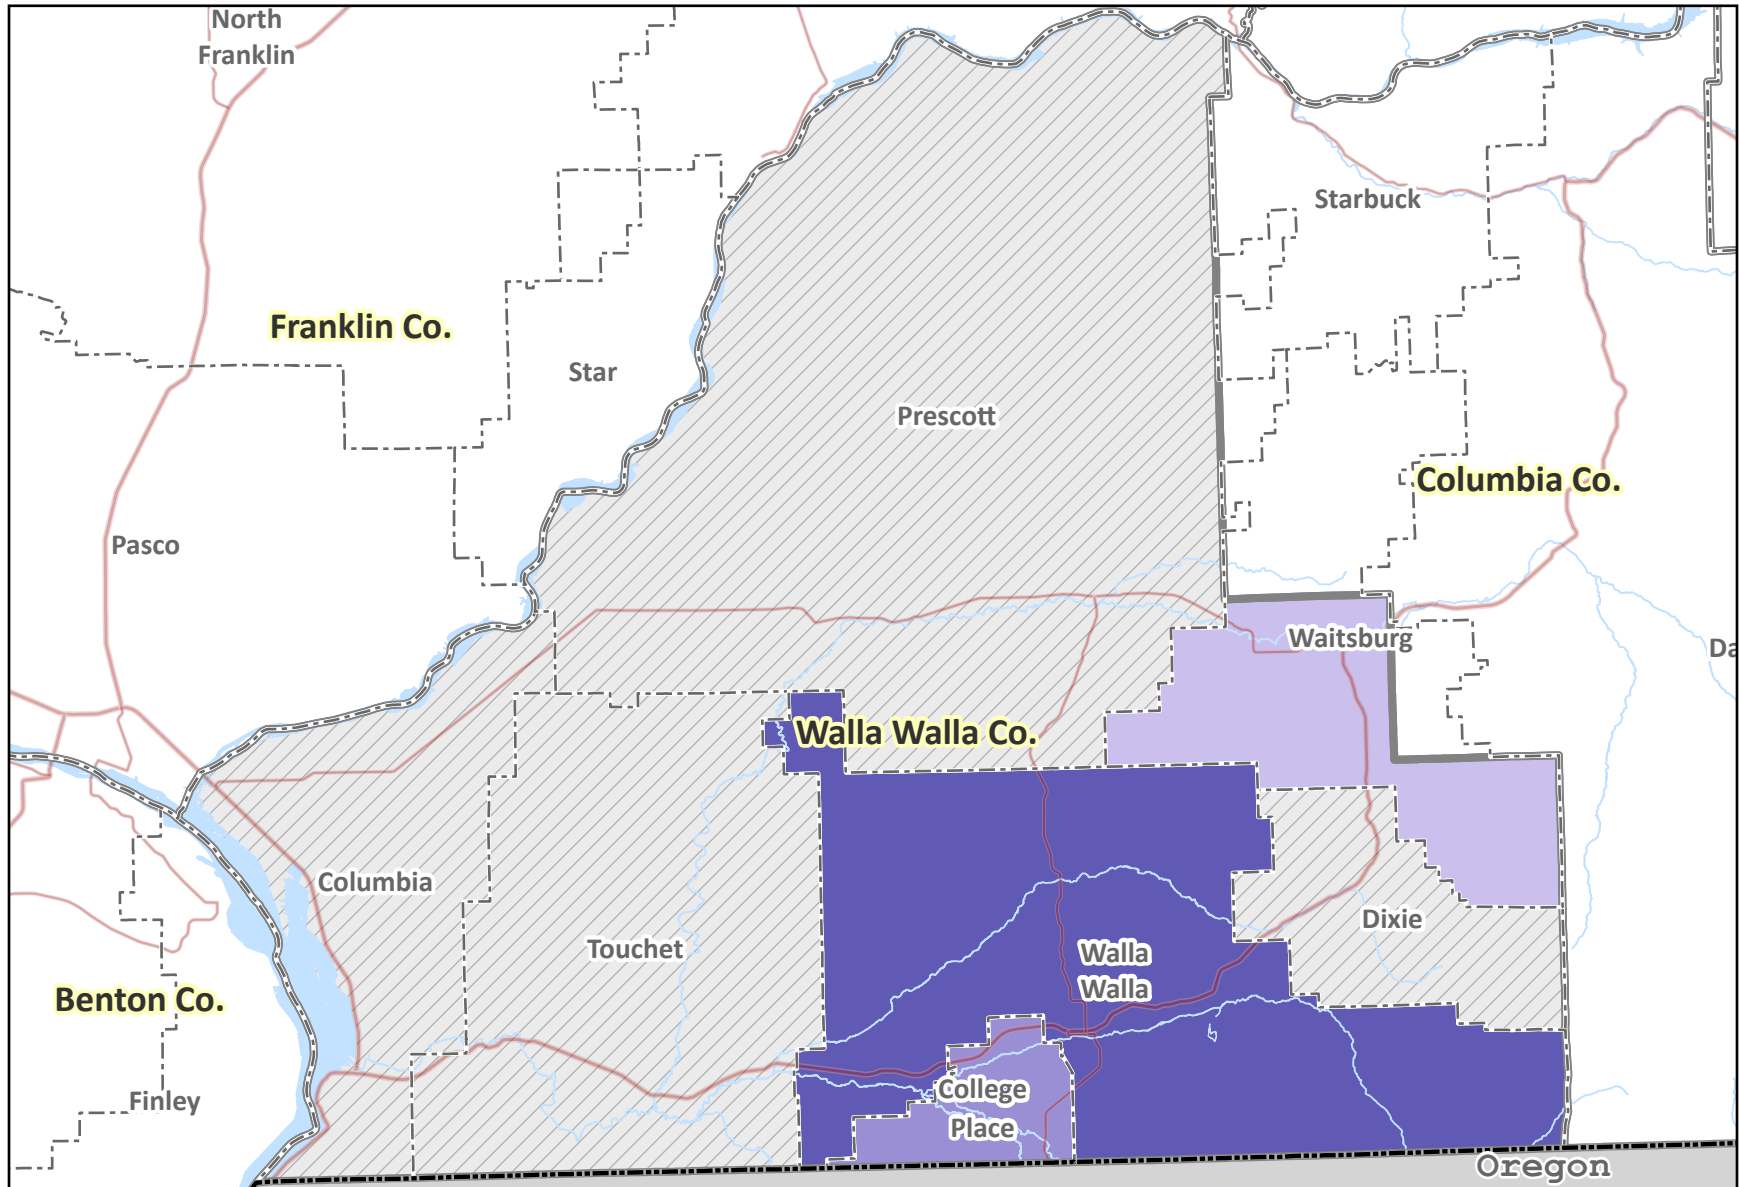 North
Franklin
Starbuck
Franklin Co.
Star
Prescott
Columbia Co.
Pasco
Waitsburg
Da
Walla Walla Co.
Columbia
Dixie
Touchet
Walla
Walla
Benton Co.
College
Place
Finley
Oregon